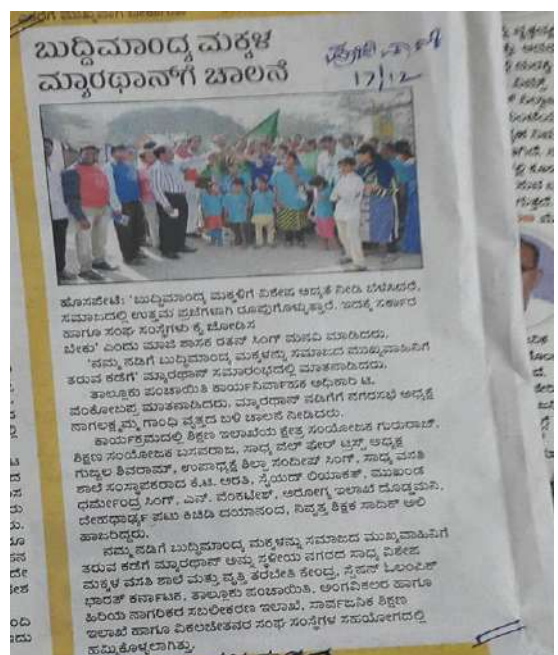 ಬುದ್ದಿಮಾಂದ್ಯ ಮಕ್ಕಳ
ಮ್ಯಾರಥಾನ್‌ಗೆ ಚಾಲನೆ
17/12
ಹೊಸಪೇಟೆ: 'ಬುದ್ದಿಮಾಂದ್ಯ ಮಕ್ಕಳಿಗೆ ವಿಶೇಷ ಆದ್ಯತೆ ನೀಡಿ ಬೆಳೆಸಿದರೆ,
ಸಮಾಜದಲ್ಲಿ ಉತ್ತಮ ಪ್ರಜೆಗಳಾಗಿ ರೂಪುಗೊಳ್ಳುತ್ತಾರೆ. ಇದಕ್ಕೆ ಸರ್ಕಾರ
ಹಾಗೂ ಸಂಘ ಸಂಸ್ಥೆಗಳು ಕೈ ಜೋಡಿಸ
ಬೇಕು' ಎಂದು ಮಾಜಿ ಶಾಸಕ ರತನ್ ಸಿಂಗ್ ಮನವಿ ಮಾಡಿದರು.
'ನಮ್ಮ ನಡಿಗೆ ಬುದ್ದಿಮಾಂದ್ಯ ಮಕ್ಕಳನ್ನು ಸಮಾಜದ ಮುಖ್ಯವಾಹಿನಿಗೆ
ತರುವ ಕಡೆಗೆ' ಮ್ಯಾರಥಾನ್ ಸಮಾರಂಭದಲ್ಲಿ ಮಾತನಾಡಿದರು.
ತಾಲ್ಲೂಕು ಪಂಚಾಯಿತಿ ಕಾರ್ಯನಿರ್ವಾಹಕ ಅಧಿಕಾರಿ ಟಿ.
ವೆಂಕೋಬಪ್ಪ ಮಾತನಾಡಿದರು. ಮ್ಯಾರಥಾನ್ ನಡಿಗೆಗೆ ನಗರಸಭೆ ಅಧ್ಯಕ್ಷೆ
ನಾಗಲಕ್ಷ್ಮಮ್ಮ ಗಾಂಧಿ ವೃತ್ತದ ಬಳಿ ಚಾಲನೆ ನೀಡಿದರು.
ಕಾರ್ಯಕ್ರಮದಲ್ಲಿ ಶಿಕ್ಷಣ ಇಲಾಖೆಯ ಕ್ಷೇತ್ರ ಸಂಯೋಜಕ ಗುರುರಾಜ್,
ಶಿಕ್ಷಣ ಸಂಯೋಜಕ ಬಸವರಾಜ, ಸಾಧ್ಯ ವೆಲ್ ಫೇರ್ ಟ್ರಸ್ಟ್ ಅಧ್ಯಕ್ಷ
ಗುಜ್ಜಲ ಶಿವರಾಮ್, ಉಪಾಧ್ಯಕ್ಷೆ ಶಿಲ್ಪಾ ಸಂದೀಪ್ ಸಿಂಗ್, ಸಾಧ್ಯ ವಸತಿ
ಶಾಲೆ ಸಂಸ್ಥಾಪಕರಾದ ಕೆ.ಟಿ. ಆರತಿ, ಸೈಯದ್ ಲಿಯಾಕತ್, ಮುಖಂಡ
ಧರ್ಮೇಂದ್ರ ಸಿಂಗ್, ಎನ್. ವೆಂಕಟೇಶ್, ಆರೋಗ್ಯ ಇಲಾಖೆ ದೊಡ್ಡಮನಿ,
ದೇಹಧಾರ್ಢ್ಯ ಪಟು ಕಿಚಿಡಿ ದಯಾನಂದ, ನಿವೃತ್ತ ಶಿಕ್ಷಕ ಸಾದಿಕ್ ಅಲಿ
ಹಾಜರಿದ್ದರು.
ನಮ್ಮ ನಡಿಗೆ ಬುದ್ದಿಮಾಂದ್ಯ ಮಕ್ಕಳನ್ನು ಸಮಾಜದ ಮುಖ್ಯವಾಹಿನಿಗೆ
ತರುವ ಕಡೆಗೆ ಮ್ಯಾರಥಾನ್ ಅನ್ನು ಸ್ಥಳೀಯ ನಗರದ ಸಾಧ್ಯ ವಿಶೇಷ
ಮಕ್ಕಳ ವಸತಿ ಶಾಲೆ ಮತ್ತು ವೃತ್ತಿ ತರಬೇತಿ ಕೇಂದ್ರ, ಸ್ಪೆಷನ್ ಓಲಂಪಿಕ್
ಭಾರತ್ ಕರ್ನಾಟಕ, ತಾಲ್ಲೂಕು ಪಂಚಾಯಿತಿ, ಅಂಗವಿಕಲರ ಹಾಗೂ
ಹಿರಿಯ ನಾಗರಿಕರ ಸಬಲೀಕರಣ ಇಲಾಖೆ, ಸಾರ್ವಜನಿಕ ಶಿಕ್ಷಣ
ಇಲಾಖೆ ಹಾಗೂ ವಿಕಲಚೇತನರ ಸಂಘ ಸಂಸ್ಥೆಗಳ ಸಹಯೋಗದಲ್ಲಿ
ಹಮ್ಮಿಕೊಳ್ಳಲಾಗಿತ್ತು.